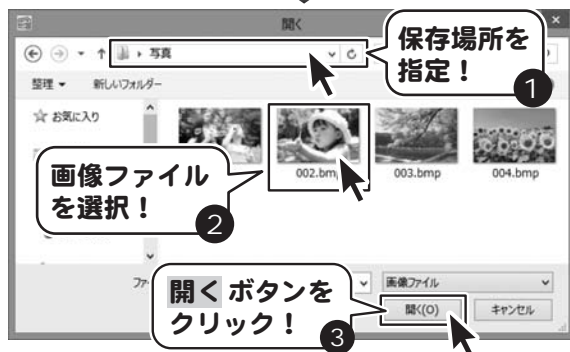 開く
×
写真
保存場所を
指定！
1
整理
新しいフォルダー
お気に入り
002.bmp
003.bmp
004.bmp
画像ファイル
を選択！
2
画像ファイル
開く ボタンを
クリック！
3
開く(O)
キャンセル